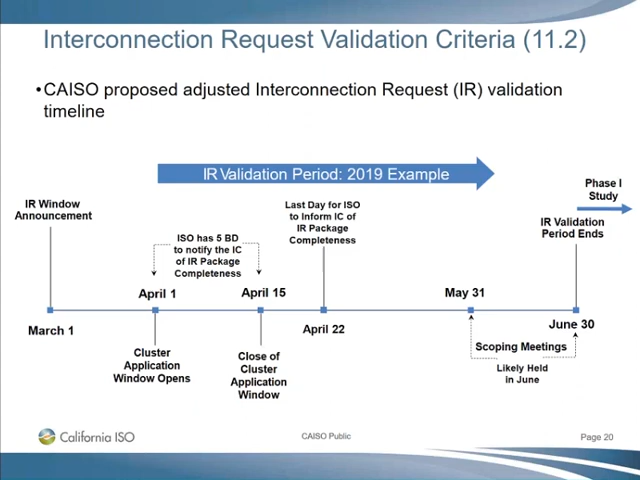 Interconnection Request Validation Criteria (11.2)
•CAISO proposed adjusted Interconnection Request (IR) validation
timeline
IR Validation Period: 2019 Example
Phase I
Study
IR Window
Announcement
Last Day for ISO
to Inform IC of
IR Package
Completeness
IR Validation
Period Ends
ISO has 5 BD
to notify the IC
of IR Package
Completeness
April 1
April 15
May 31
March 1
April 22
June 30
Cluster
Application
Window Opens
Close of
Cluster
Application
Window
Scoping Meetings
Likely Held
in June
California ISO
CAISO Public
Page 20